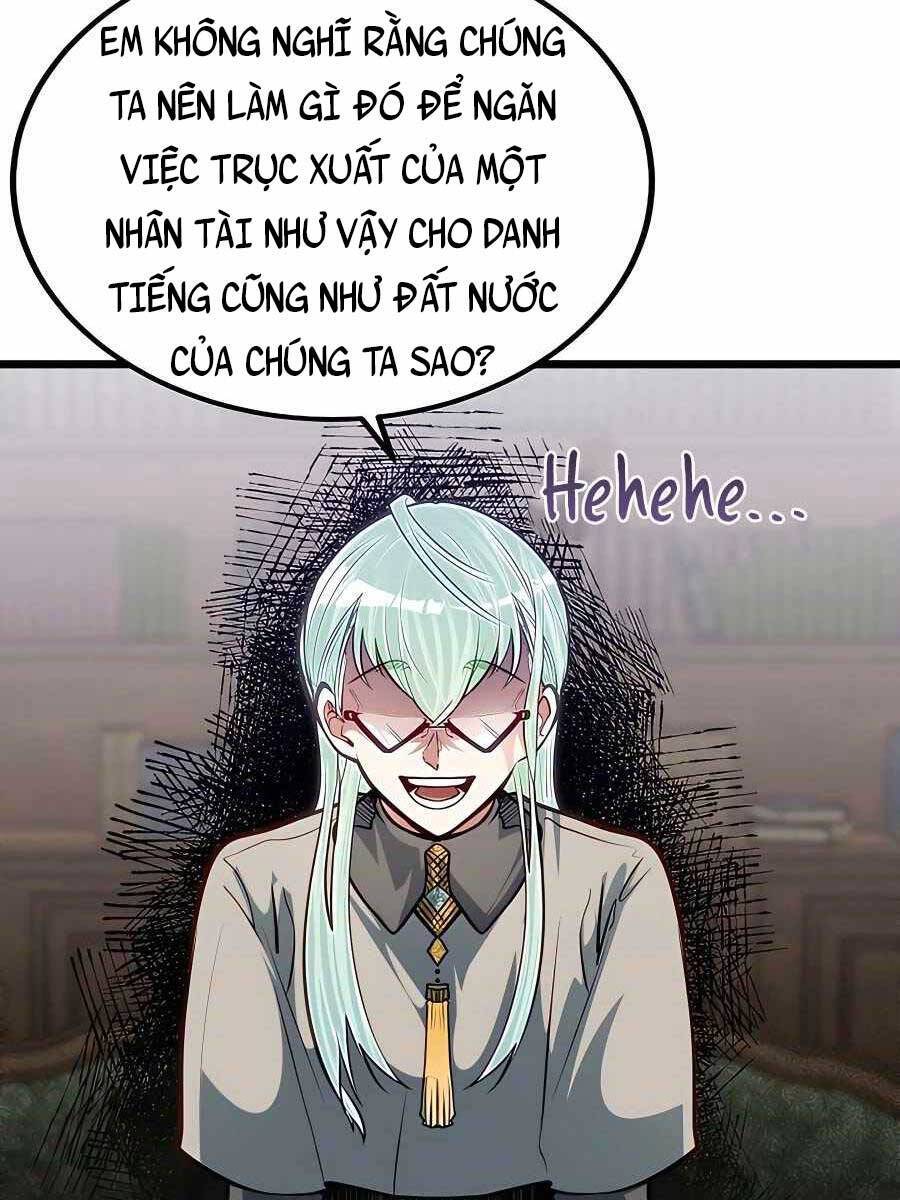 EM KHÔNG NGHĨ RẰNG CHÚNG
TA NÊN LÀM GÌ ĐÓ ĐỂ NGĂN
VIỆC TRỤC XUẤT CỦA MỘT
NHÂN TÀI NHƯ VẬY CHO DANH
TIẾNG CŨNG NHƯ ĐẤT NƯỚC
CỦA CHÚNG TA SAO?
Hehehe...